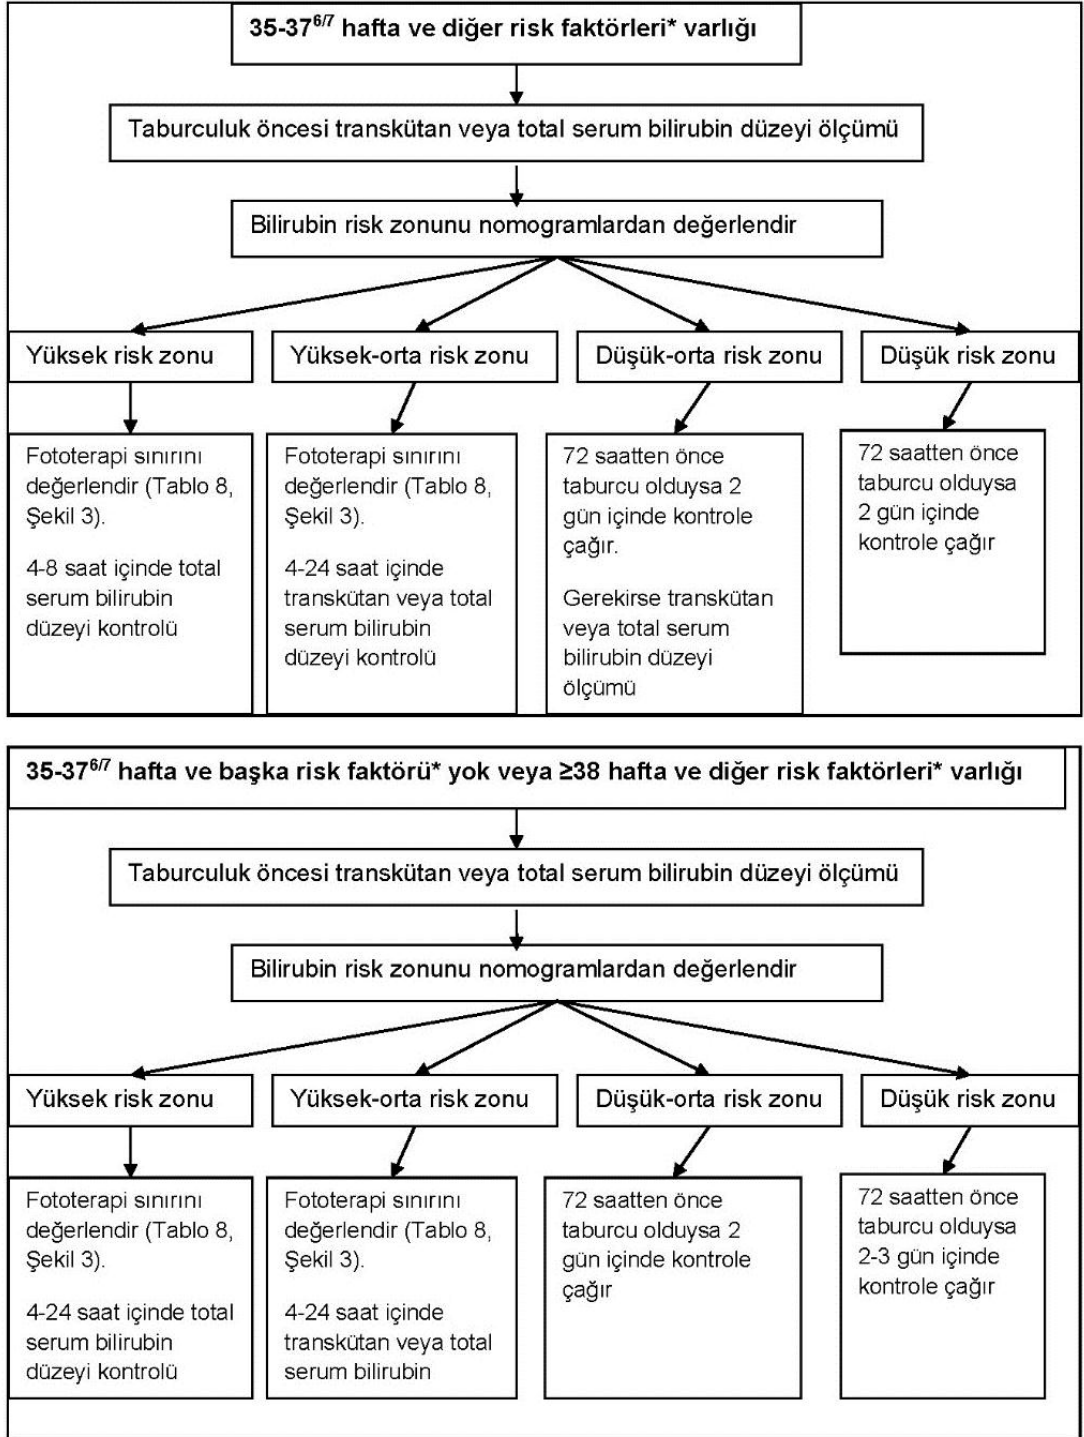 35-37⁶/⁷ hafta ve diğer risk faktörleri* varlığı
Taburculuk öncesi transkütan veya total serum bilirubin düzeyi ölçümü
Bilirubin risk zonunu nomogramlardan değerlendir
Yüksek risk zonu
Yüksek-orta risk zonu
Düşük-orta risk zonu
Düşük risk zonu
Fototerapi sınırını
değerlendir (Tablo 8,
Şekil 3).
4-8 saat içinde total
serum bilirubin
düzeyi kontrolü
Fototerapi sınırını
değerlendir (Tablo 8,
Şekil 3).
4-24 saat içinde
transkütan veya total
serum bilirubin
düzeyi kontrolü
72 saatten önce
taburcu olduysa 2
gün içinde kontrole
çağır.
Gerekirse transkütan
veya total serum
bilirubin düzeyi
ölçümü
72 saatten önce
taburcu olduysa
2 gün içinde
kontrole çağır
35-37⁶/⁷ hafta ve başka risk faktörü* yok veya ≥38 hafta ve diğer risk faktörleri* varlığı
Taburculuk öncesi transkütan veya total serum bilirubin düzeyi ölçümü
Bilirubin risk zonunu nomogramlardan değerlendir
Yüksek risk zonu
Yüksek-orta risk zonu
Düşük-orta risk zonu
Düşük risk zonu
Fototerapi sınırını
değerlendir (Tablo 8,
Şekil 3).
4-24 saat içinde total
serum bilirubin
düzeyi kontrolü
Fototerapi sınırını
değerlendir (Tablo 8,
Şekil 3).
4-24 saat içinde
transkütan veya total
serum bilirubin
72 saatten önce
taburcu olduysa 2
gün içinde kontrole
çağır
72 saatten önce
taburcu olduysa
2-3 gün içinde
kontrole çağır